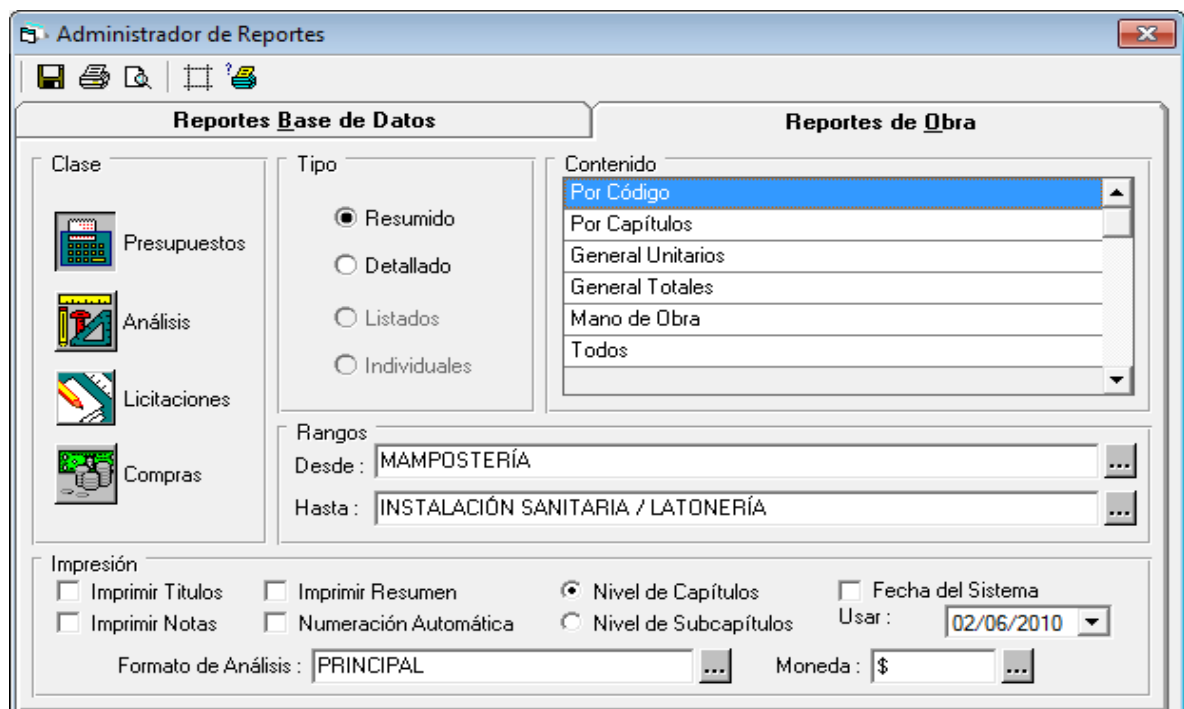 Administrador de Reportes
Reportes Base de Datos
Reportes de Obra
Clase
Presupuestos
Análisis
Licitaciones
Compras
Tipo
Resumido
Detallado
Listados
Individuales
Contenido
Por Código
Por Capítulos
General Unitarios
General Totales
Mano de Obra
Todos
Rangos
Desde : MAMPOSTERÍA ...
Hasta : INSTALACIÓN SANITARIA / LATONERÍA ...
Impresión
Imprimir Titulos Imprimir Resumen Nivel de Capítulos Fecha del Sistema
Imprimir Notas Numeración Automática Nivel de Subcapítulos Usar : 02/06/2010
Formato de Análisis : PRINCIPAL ... Moneda : $ ...